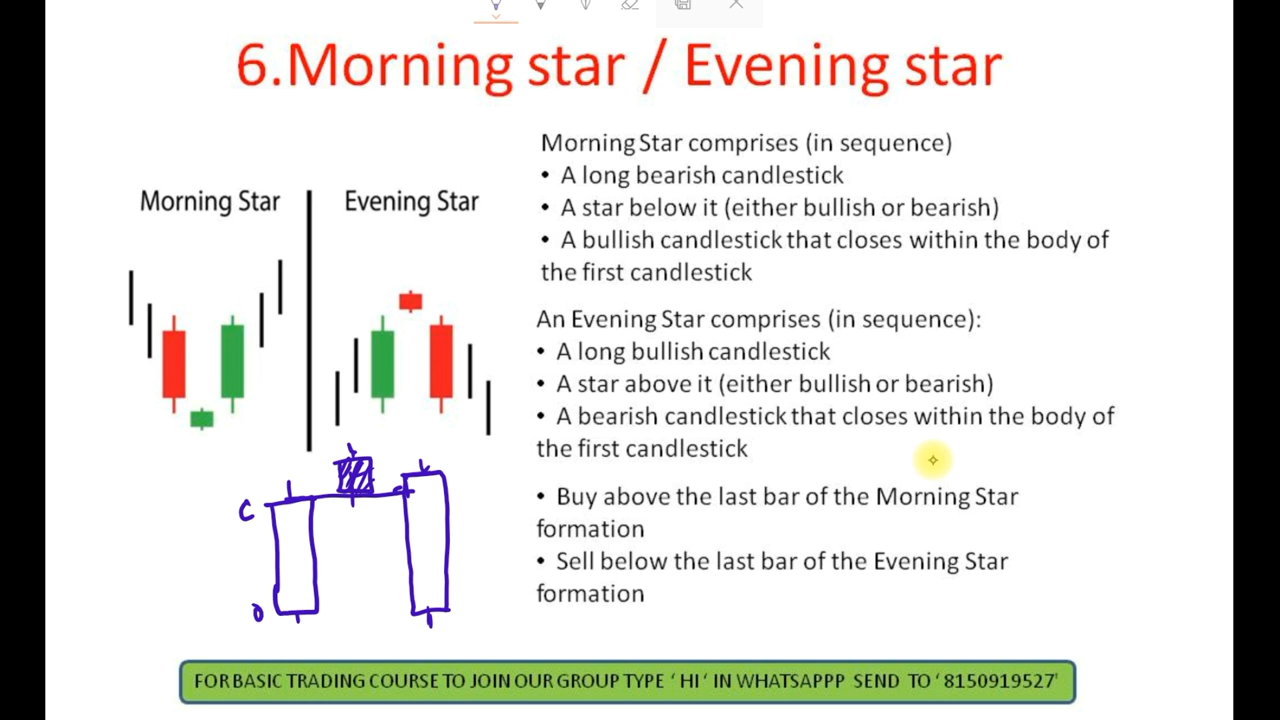 6.Morning star / Evening star
Morning Star
Evening Star
Morning Star comprises (in sequence)
• A long bearish candlestick
• A star below it (either bullish or bearish)
• A bullish candlestick that closes within the body of
the first candlestick
An Evening Star comprises (in sequence):
• A long bullish candlestick
• A star above it (either bullish or bearish)
• A bearish candlestick that closes within the body of
the first candlestick
• Buy above the last bar of the Morning Star
formation
• Sell below the last bar of the Evening Star
formation
C
O
FOR BASIC TRADING COURSE TO JOIN OUR GROUP TYPE ‘ HI ‘ IN WHATSAPPP SEND TO ‘ 8150919527’